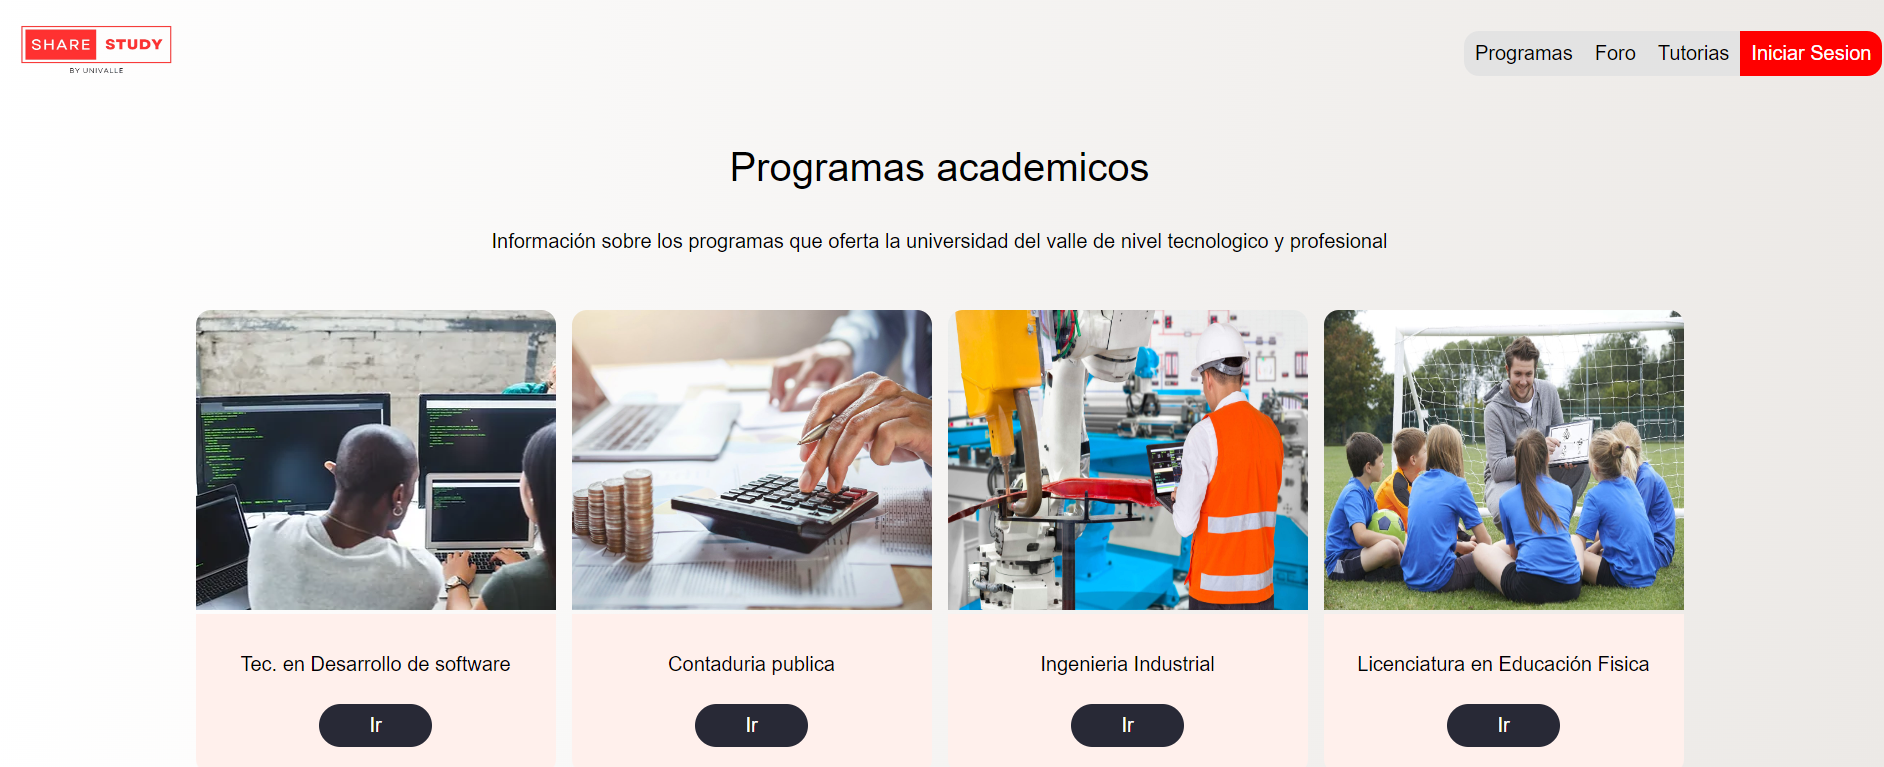 SHARE STUDY
BY UNIVALLE
Programas Foro Tutorias Iniciar Sesion
Programas academicos
Información sobre los programas que oferta la universidad del valle de nivel tecnologico y profesional
Tec. en Desarrollo de software
Contaduria publica
Ingenieria Industrial
Licenciatura en Educación Fisica
Ir
Ir
Ir
Ir